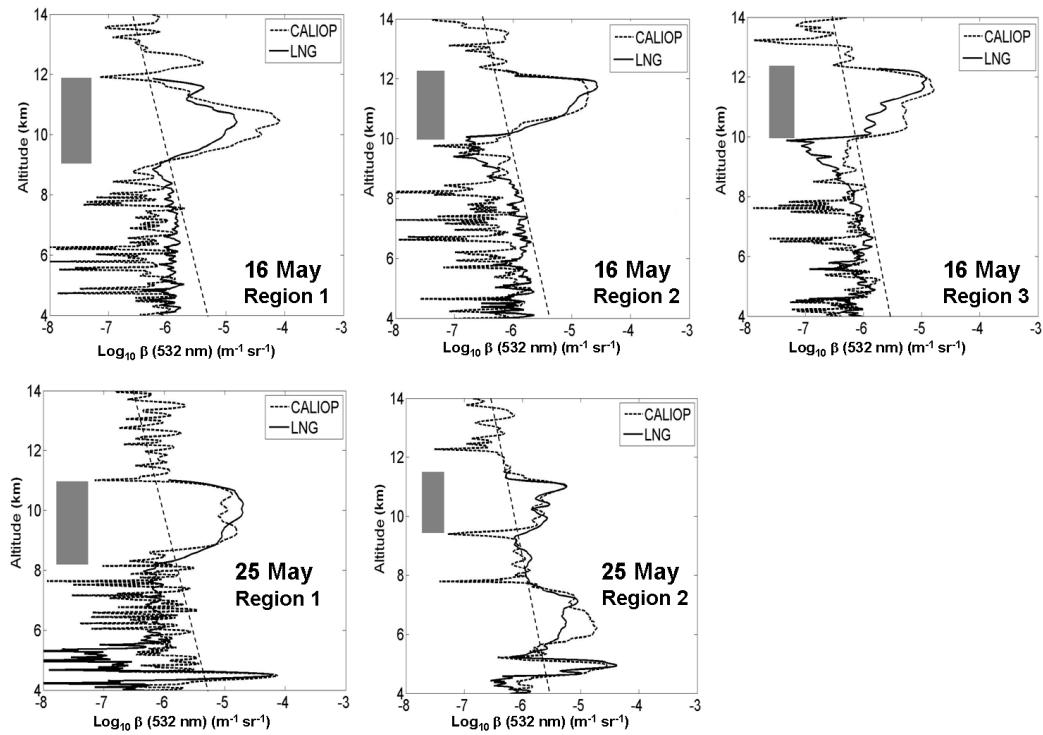 14
12
10
8
6
4
Altitude (km)
CALIOP
LNG
16 May
Region 1
-8
-7
-6
-5
-4
-3
Log₁₀ β (532 nm) (m⁻¹ sr⁻¹)
14
12
10
8
6
4
Altitude (km)
CALIOP
LNG
16 May
Region 2
-8
-7
-6
-5
-4
-3
Log₁₀ β (532 nm) (m⁻¹ sr⁻¹)
14
12
10
8
6
4
Altitude (km)
CALIOP
LNG
16 May
Region 3
-8
-7
-6
-5
-4
-3
Log₁₀ β (532 nm) (m⁻¹ sr⁻¹)
14
12
10
8
6
4
Altitude (km)
CALIOP
LNG
25 May
Region 1
-8
-7
-6
-5
-4
-3
Log₁₀ β (532 nm) (m⁻¹ sr⁻¹)
14
12
10
8
6
4
Altitude (km)
CALIOP
LNG
25 May
Region 2
-8
-7
-6
-5
-4
-3
Log₁₀ β (532 nm) (m⁻¹ sr⁻¹)